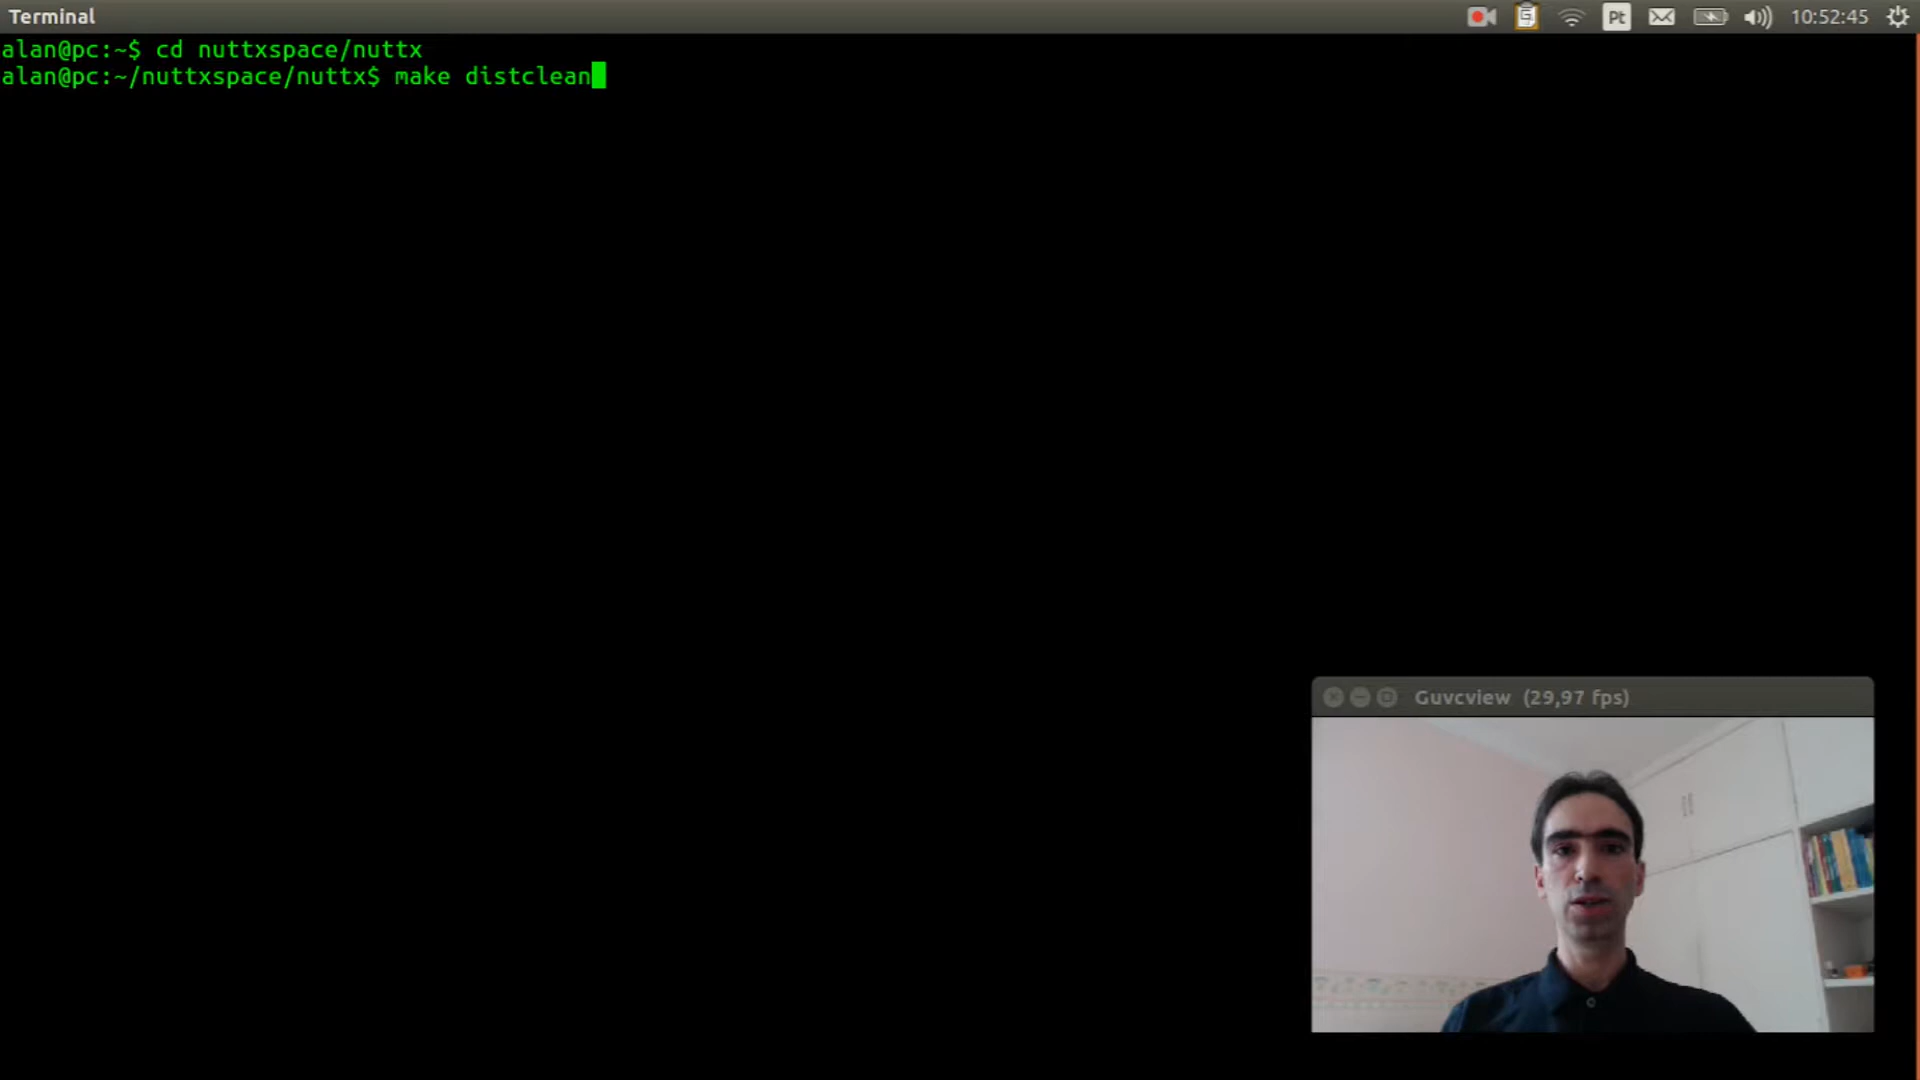 Terminal
Pt
10:52:45
alan@pc:~$ cd nuttxspace/nuttx
alan@pc:~/nuttxspace/nuttx$ make distclean
Guvcview (29,97 fps)